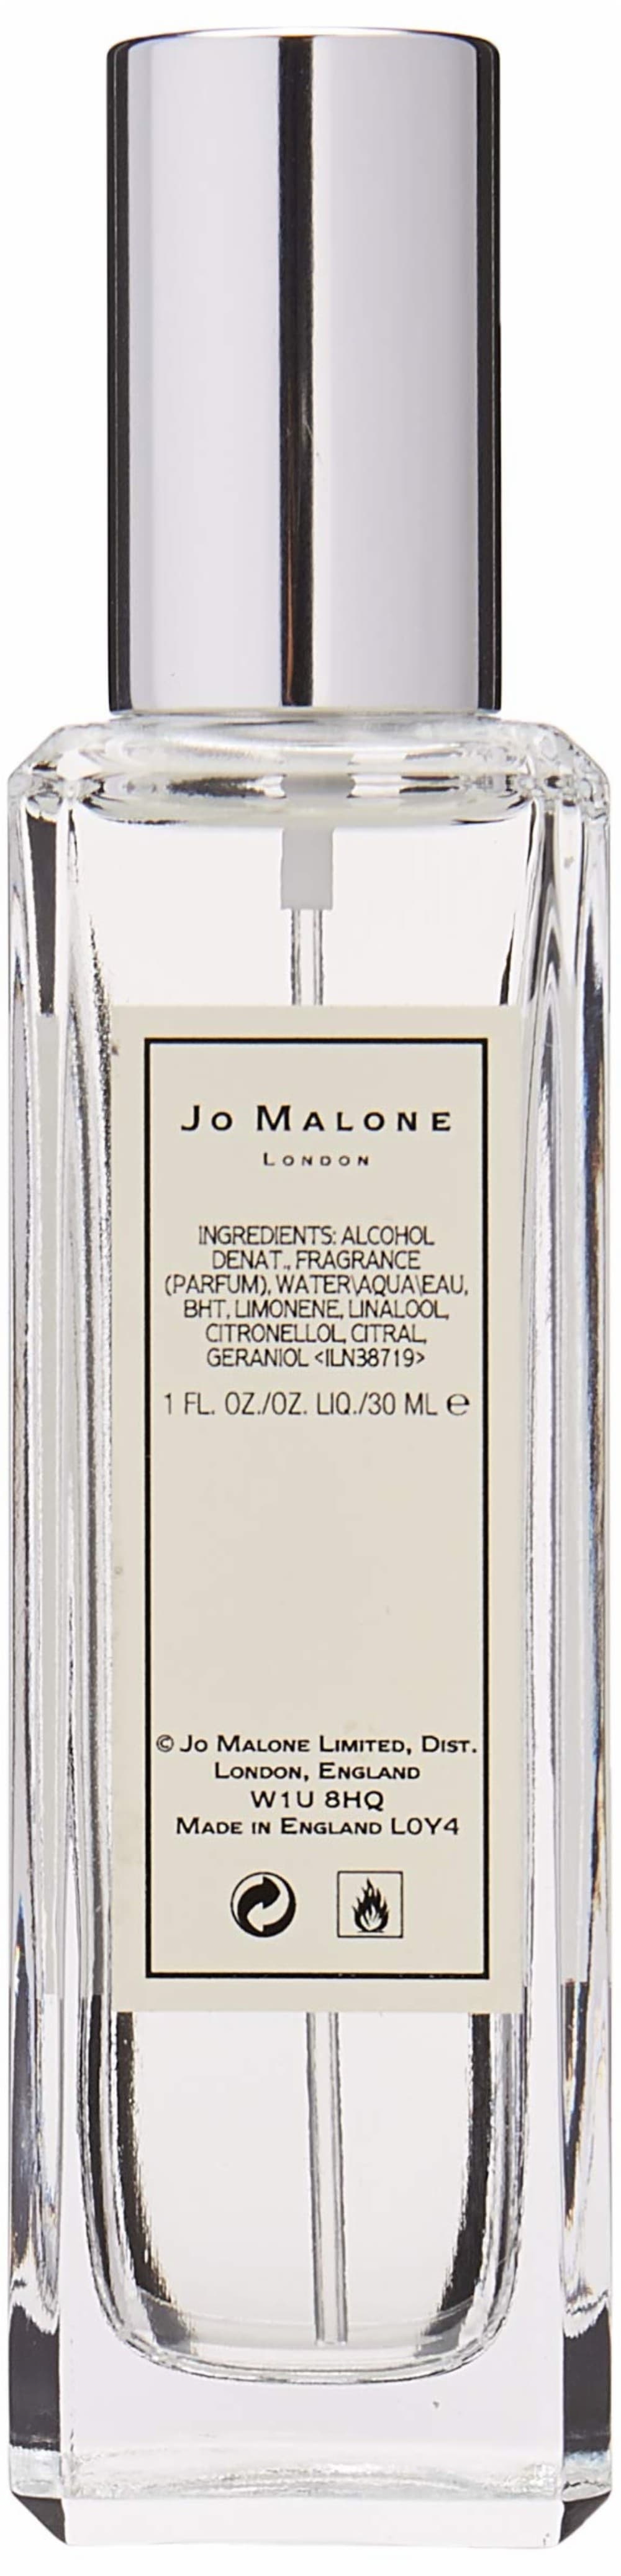 JO MALONE
LONDON
INGREDIENTS: ALCOHOL
DENAT., FRAGRANCE
(PARFUM), WATER\AQUA\EAU,
BHT, LIMONENE, LINALOOL,
CITRONELLOL, CITRAL,
GERANIOL <ILN38719>
1 FL. OZ./OZ. LIQ./30 ML ℮
© JO MALONE LIMITED, DIST.
LONDON, ENGLAND
W1U 8HQ
MADE IN ENGLAND LOY4